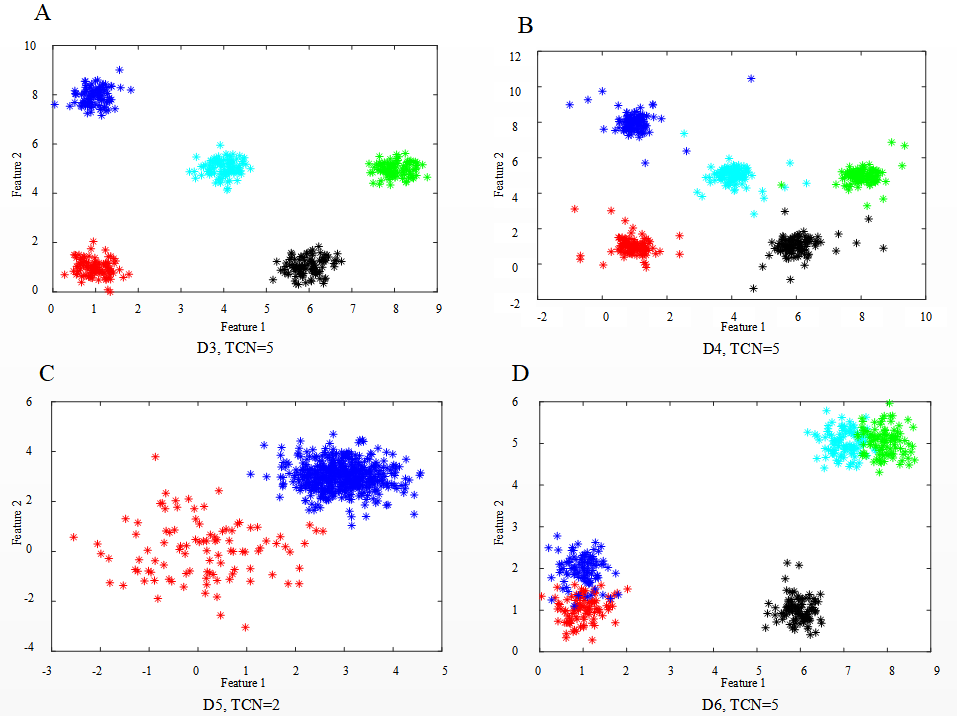 A
10
8
6
4
2
0
Feature 2
0 1 2 3 4 5 6 7 8 9
Feature 1
D3, TCN=5
B
12
10
8
6
4
2
0
-2
Feature 2
-2 0 2 4 6 8 10
Feature 1
D4, TCN=5
C
6
4
2
0
-2
-4
Feature 2
-3 -2 -1 0 1 2 3 4 5
Feature 1
D5, TCN=2
D
6
5
4
3
2
1
0
Feature 2
0 1 2 3 4 5 6 7 8 9
Feature 1
D6, TCN=5